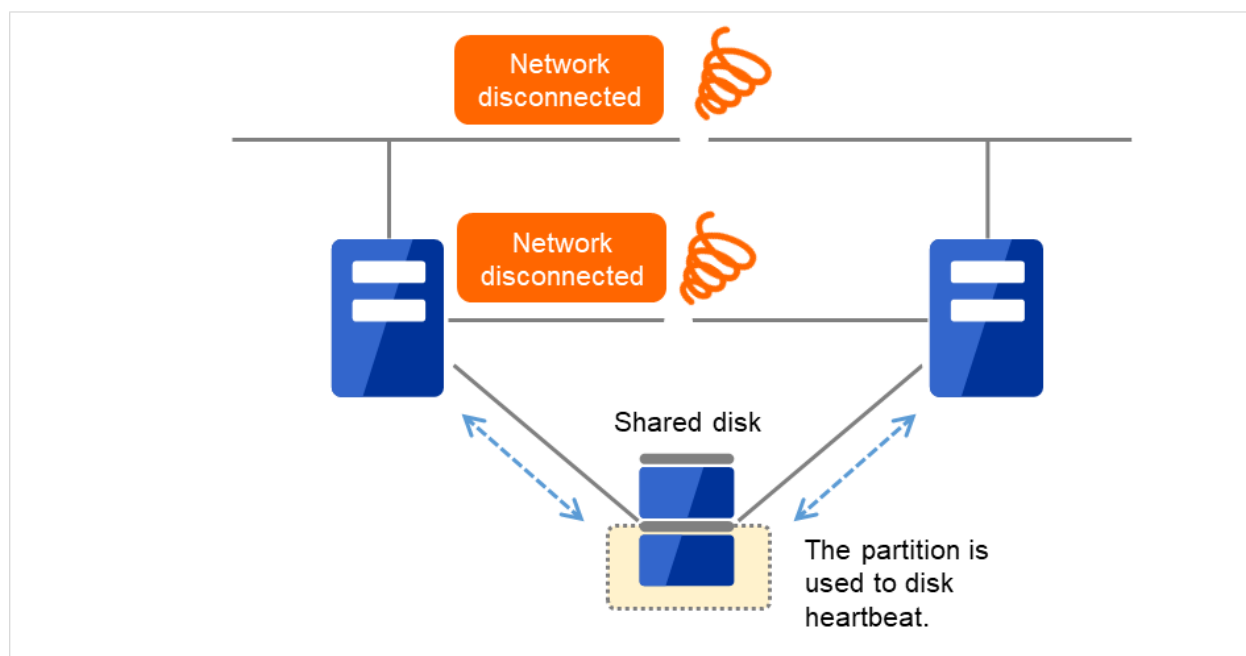 Network
disconnected
Network
disconnected
Shared disk
The partition is
used to disk
heartbeat.